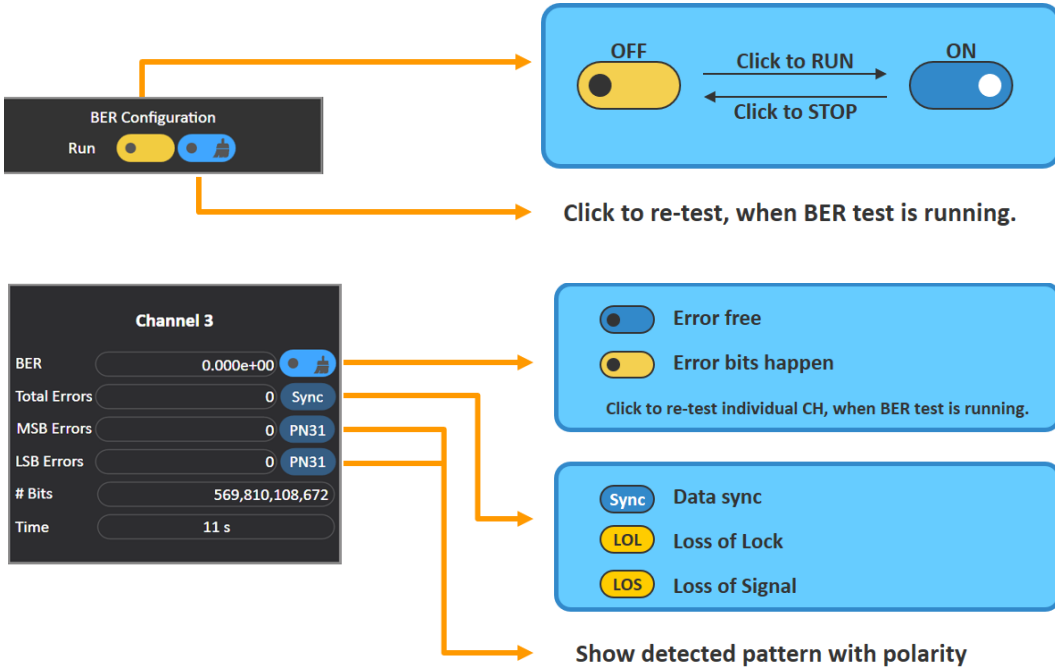 OFF
ON
Click to RUN
Click to STOP
BER Configuration
Run
Click to re-test, when BER test is running.
Channel 3
BER 0.000e+00
Total Errors 0 Sync
MSB Errors 0 PN31
LSB Errors 0 PN31
# Bits 569,810,108,672
Time 11 s
Error free
Error bits happen
Click to re-test individual CH, when BER test is running.
Sync Data sync
LOL Loss of Lock
LOS Loss of Signal
Show detected pattern with polarity